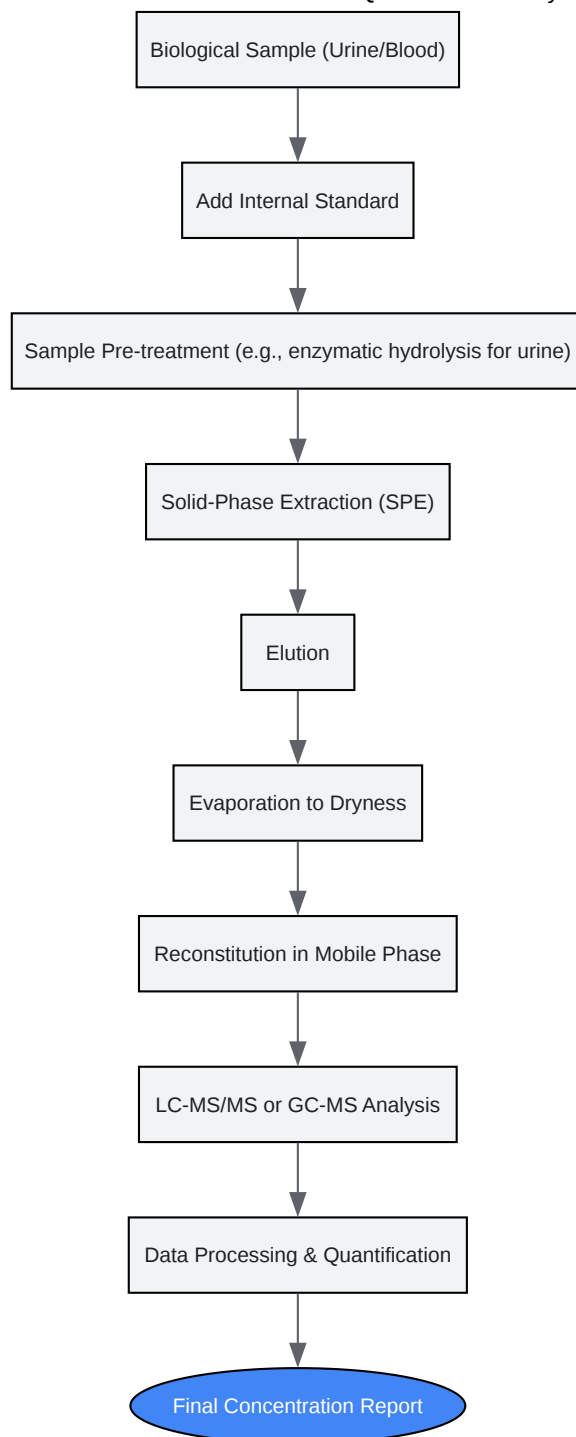 Biological Sample (Urine/Blood)
Add Internal Standard
Sample Pre-treatment (e.g., enzymatic hydrolysis for urine)
Solid-Phase Extraction (SPE)
Elution
Evaporation to Dryness
Reconstitution in Mobile Phase
LC-MS/MS or GC-MS Analysis
Data Processing & Quantification
Final Concentration Report